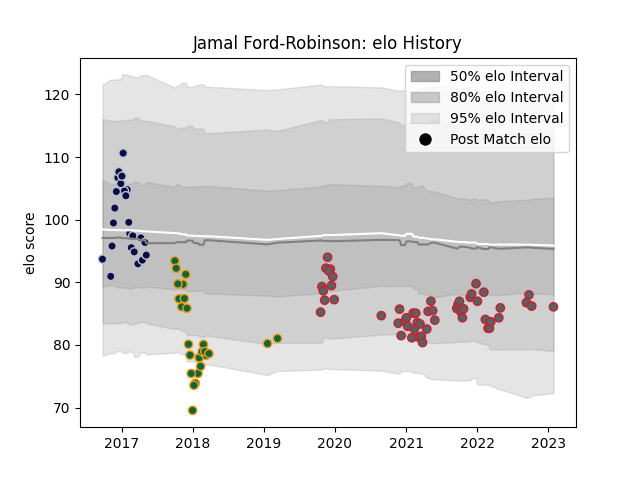 Jamal Ford-Robinson: elo History
50% elo Interval
80% elo Interval
95% elo Interval
Post Match elo
elo score
120
110
100
90
80
70
2017 2018 2019 2020 2021 2022 2023